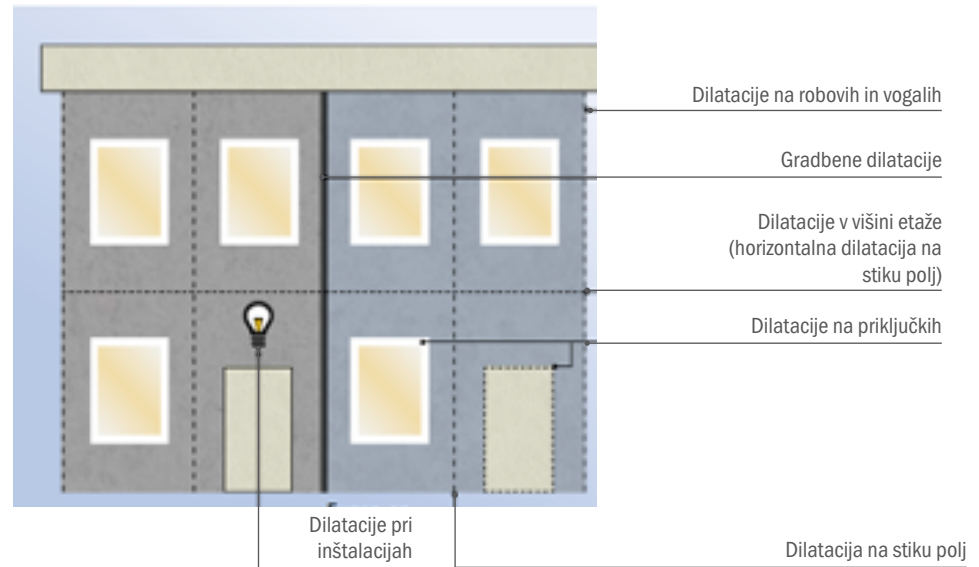 Dilatacije na robovih in vogalih
Gradbene dilatacije
Dilatacije v višini etaže
(horizontalna dilatacija na
stiku polj)
Dilatacije na priključkih
Dilatacije pri
inštalacijah
Dilatacija na stiku polj